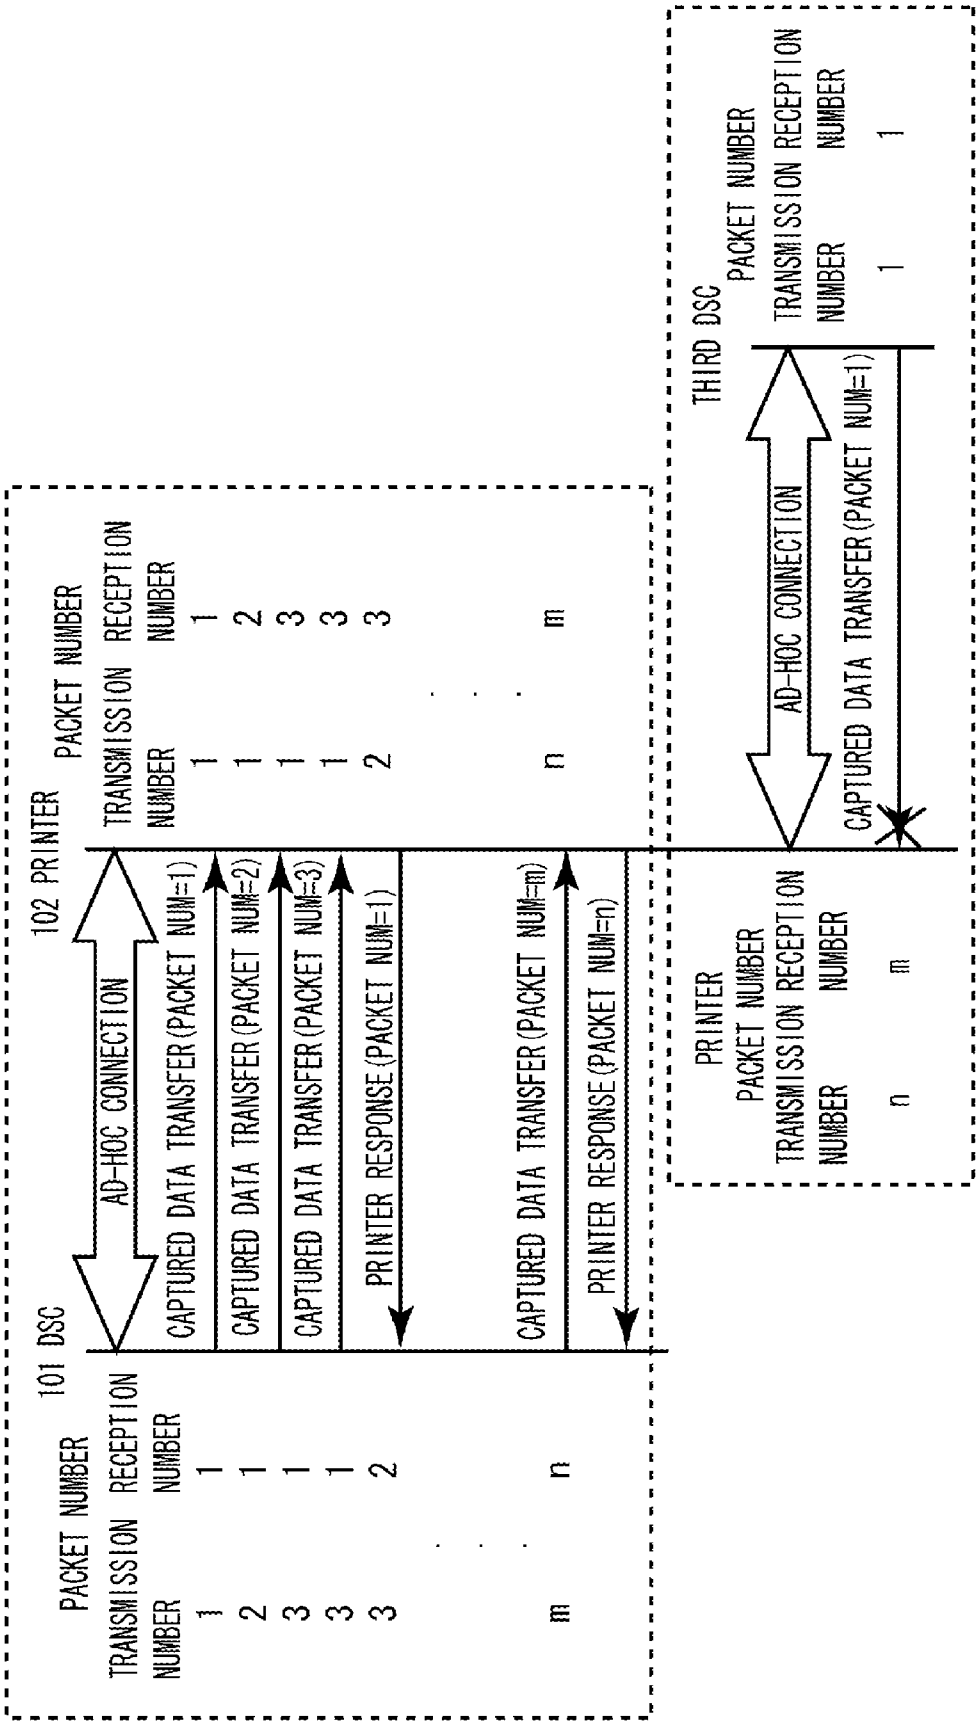 101 DSC
102 PRINTER
PACKET NUMBER
TRANSMISSION RECEPTION
NUMBER NUMBER
1 1
2 1
3 1
3 1
3 2
. . .
m n
AD-HOC CONNECTION
CAPTURED DATA TRANSFER(PACKET NUM=1)
CAPTURED DATA TRANSFER(PACKET NUM=2)
CAPTURED DATA TRANSFER(PACKET NUM=3)
PRINTER RESPONSE(PACKET NUM=1)
CAPTURED DATA TRANSFER(PACKET NUM=m)
PRINTER RESPONSE(PACKET NUM=n)
PACKET NUMBER
TRANSMISSION RECEPTION
NUMBER NUMBER
1 1
1 2
1 3
1 3
2 3
. . .
n m
PRINTER
PACKET NUMBER
TRANSMISSION RECEPTION
NUMBER NUMBER
n m
THIRD DSC
AD-HOC CONNECTION
CAPTURED DATA TRANSFER(PACKET NUM=1)
PACKET NUMBER
TRANSMISSION RECEPTION
NUMBER NUMBER
1 1